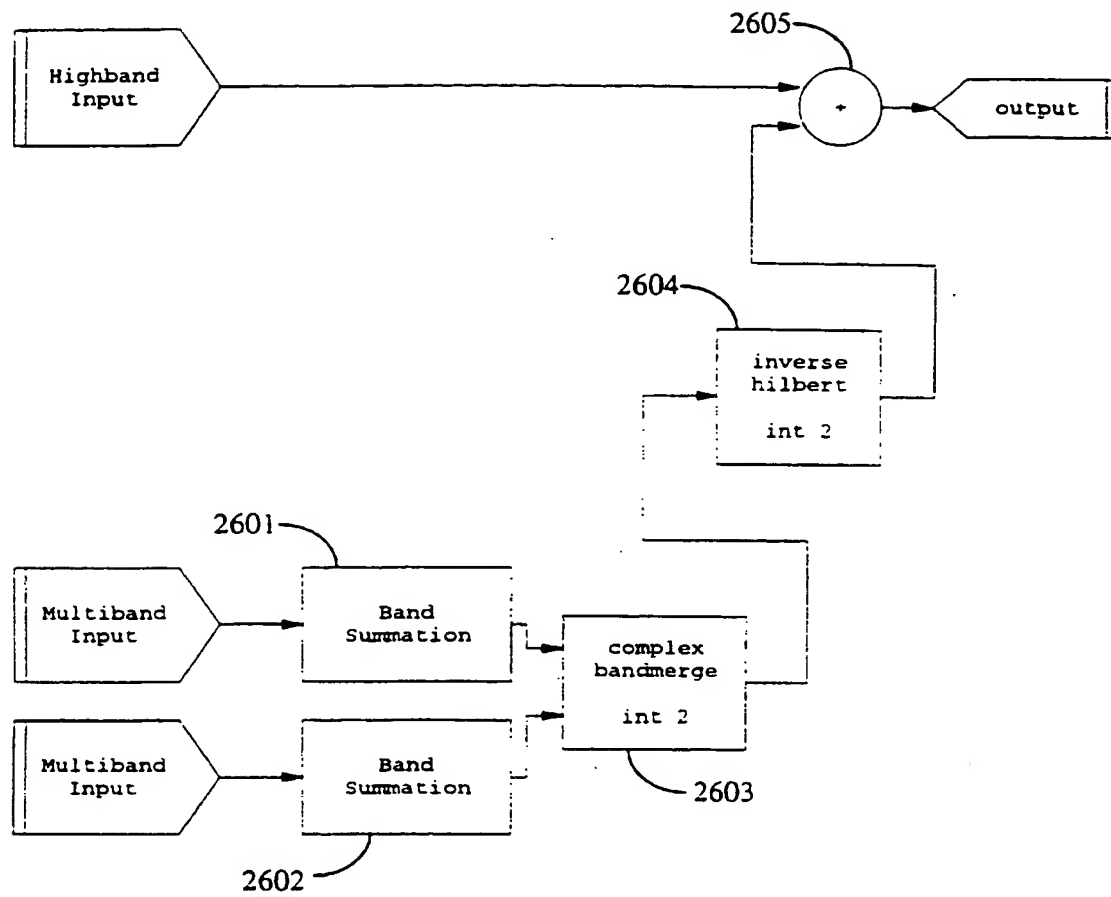 2605
Highband
Input
+
output
2604
inverse
hilbert
int 2
2601
Multiband
Input
Band
Summation
complex
bandmerge
int 2
Multiband
Input
Band
Summation
2603
2602